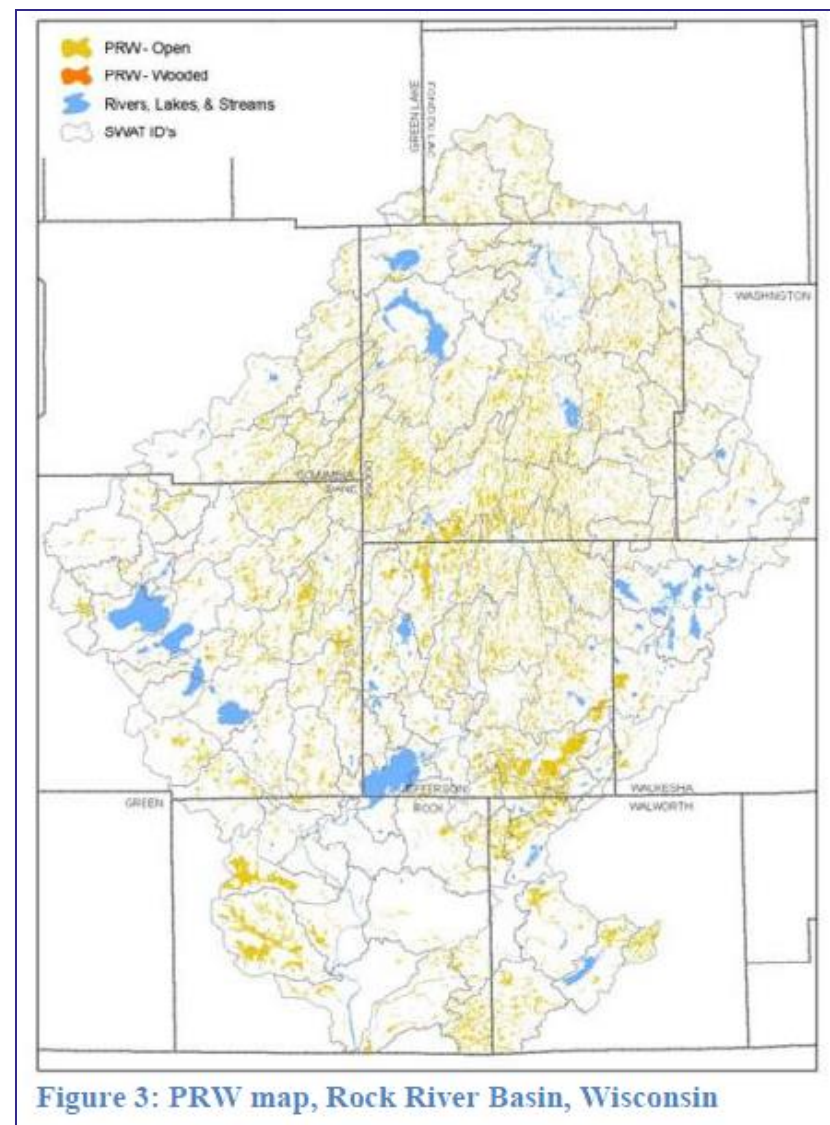 PRW - Open
PRW - Wooded
Rivers, Lakes, & Streams
SWAT ID's
GREEN LAKE
FOND DU LAC
WASHINGTON
COLUMBIA
DANE
DODGE
JEFFERSON
ROCK
GREEN
WAUKESHA
WALWORTH
Figure 3: PRW map, Rock River Basin, Wisconsin